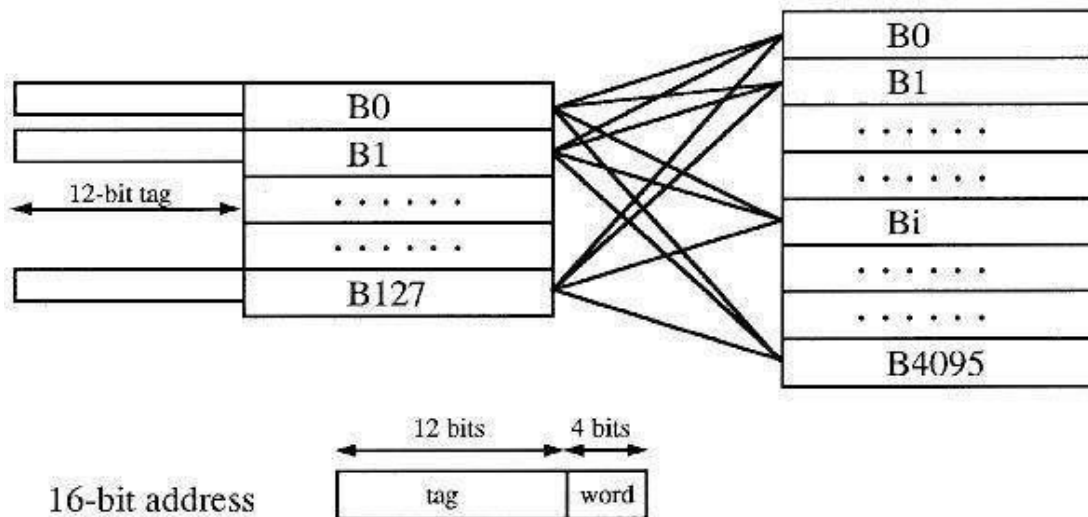 B0
B1
. . . . . .
. . . . . .
B127
12-bit tag
B0
B1
. . . . . .
. . . . . .
Bi
. . . . . .
. . . . . .
B4095
12 bits 4 bits
16-bit address tag word